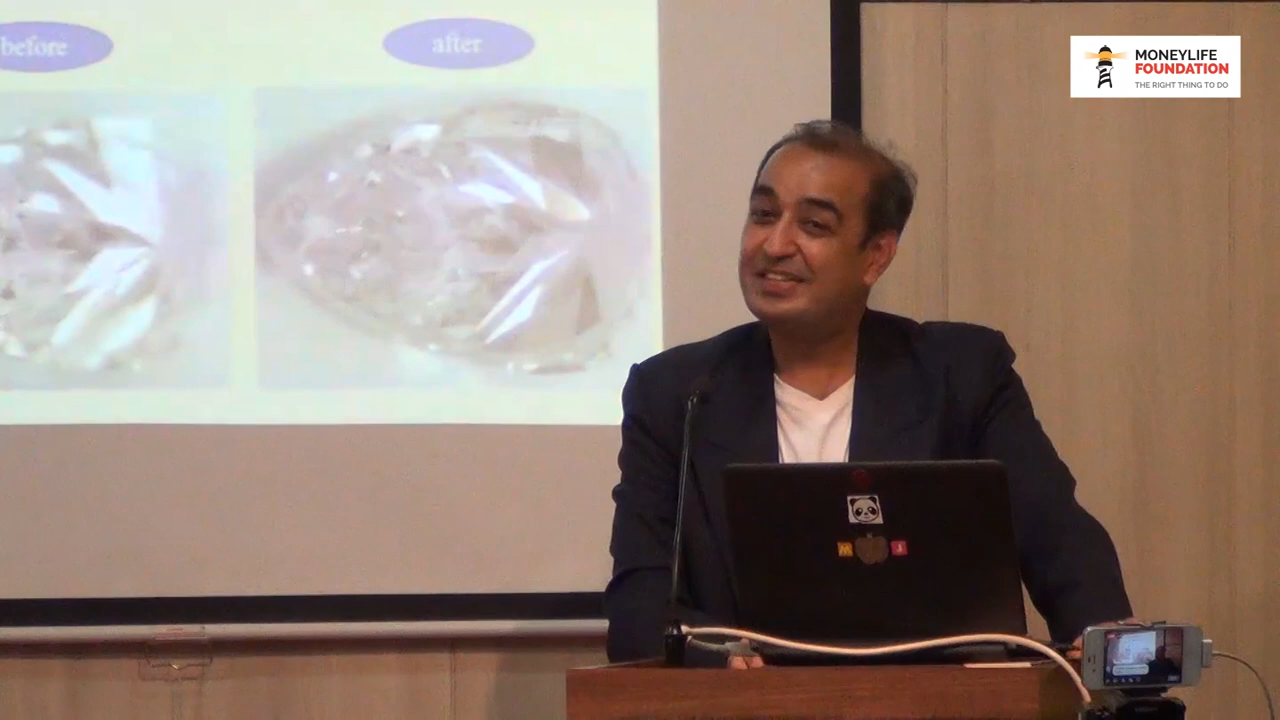 before
after
MONEYLIFE
FOUNDATION
THE RIGHT THING TO DO
W
J